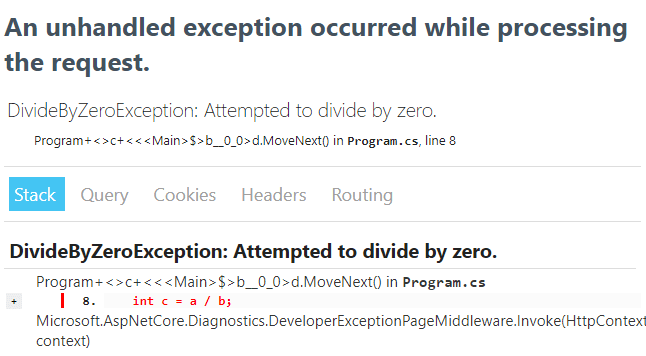 An unhandled exception occurred while processing
the request.
DivideByZeroException: Attempted to divide by zero.
Program+<>c+<<<Main>$>b__0_0>d.MoveNext() in Program.cs, line 8
Stack Query Cookies Headers Routing
DivideByZeroException: Attempted to divide by zero.
Program+<>c+<<<Main>$>b__0_0>d.MoveNext() in Program.cs
+ 8. int c = a / b;
Microsoft.AspNetCore.Diagnostics.DeveloperExceptionPageMiddleware.Invoke(HttpContext
context)